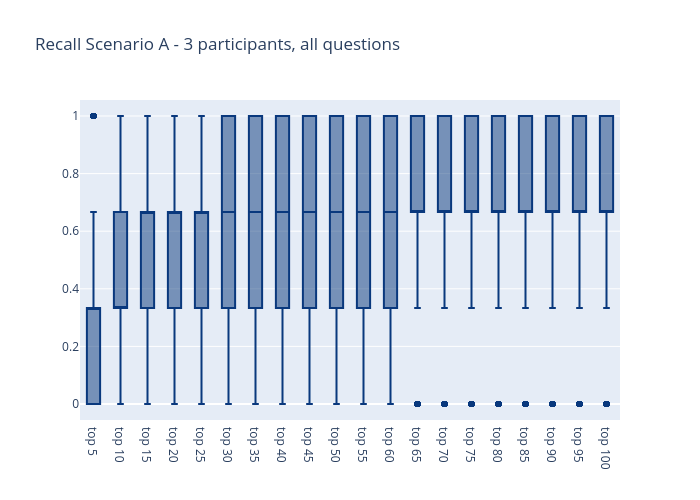 Recall Scenario A - 3 participants, all questions
1
0.8
0.6
0.4
0.2
0
top 5
top 10
top 15
top 20
top 25
top 30
top 35
top 40
top 45
top 50
top 55
top 60
top 65
top 70
top 75
top 80
top 85
top 90
top 95
top 100